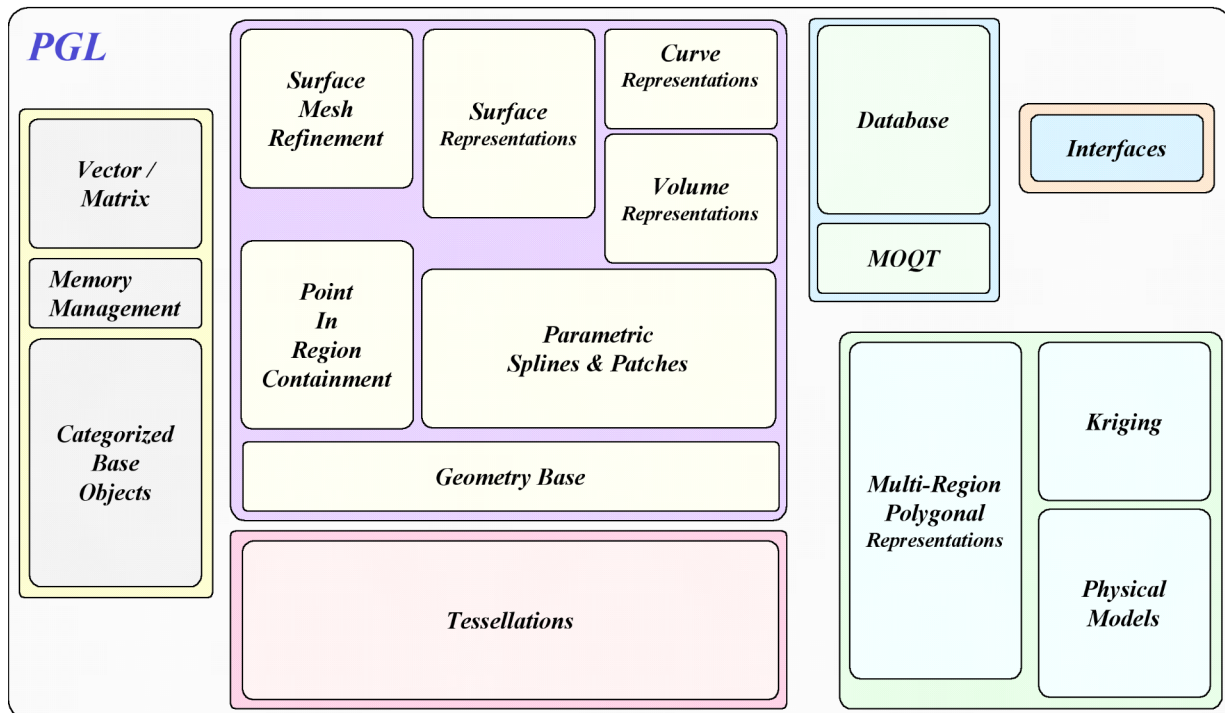 PGL
Vector /
Matrix
Memory
Management
Categorized
Base
Objects
Surface
Mesh
Refinement
Surface
Representations
Curve
Representations
Volume
Representations
Point
In
Region
Containment
Parametric
Splines & Patches
Geometry Base
Tessellations
Database
MOQT
Interfaces
Multi-Region
Polygonal
Representations
Kriging
Physical
Models